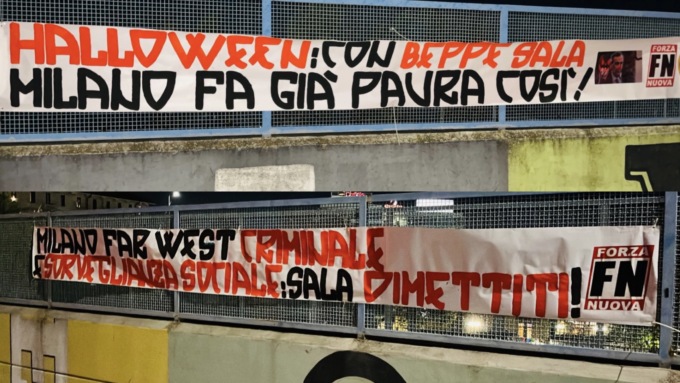 HALLOWEEN: CON BEPPE SALA
MILANO FA GIÀ PAURA COSÌ!
FORZA
FN
NUOVA
MILANO FAR WEST CRIMINALE
E SORVEGLIANZA SOCIALE: SALA DIMETTITI!
FORZA
FN
NUOVA